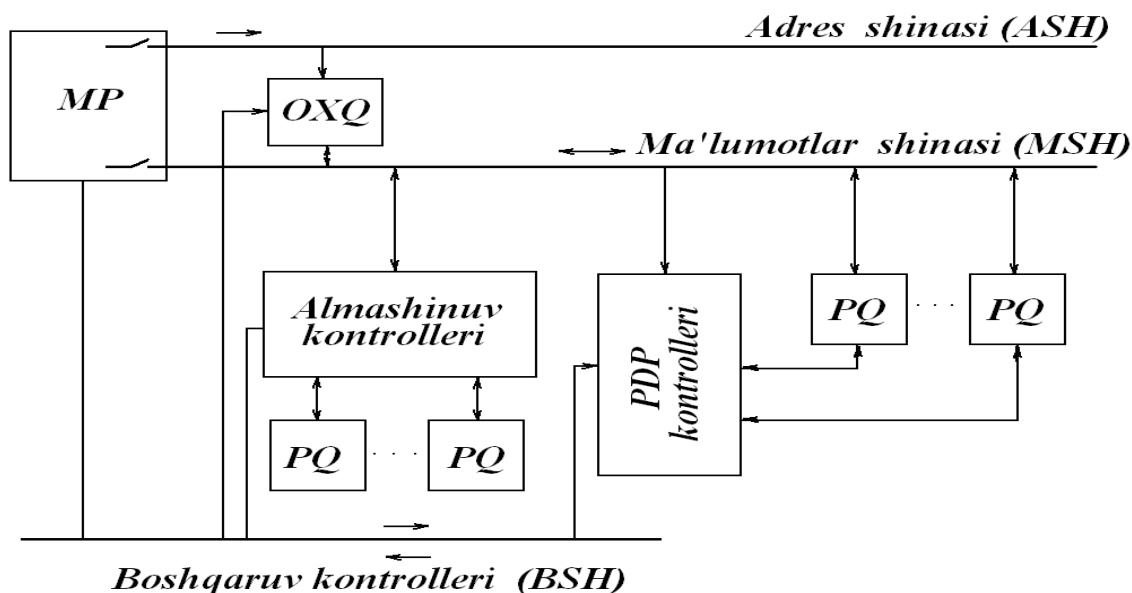 Adres shinasi (ASH)
MP
OXQ
Ma'lumotlar shinasi (MSH)
Almashinuv
kontrolleri
PDP
kontrolleri
PQ
. . .
PQ
PQ
. . .
PQ
Boshqaruv kontrolleri (BSH)